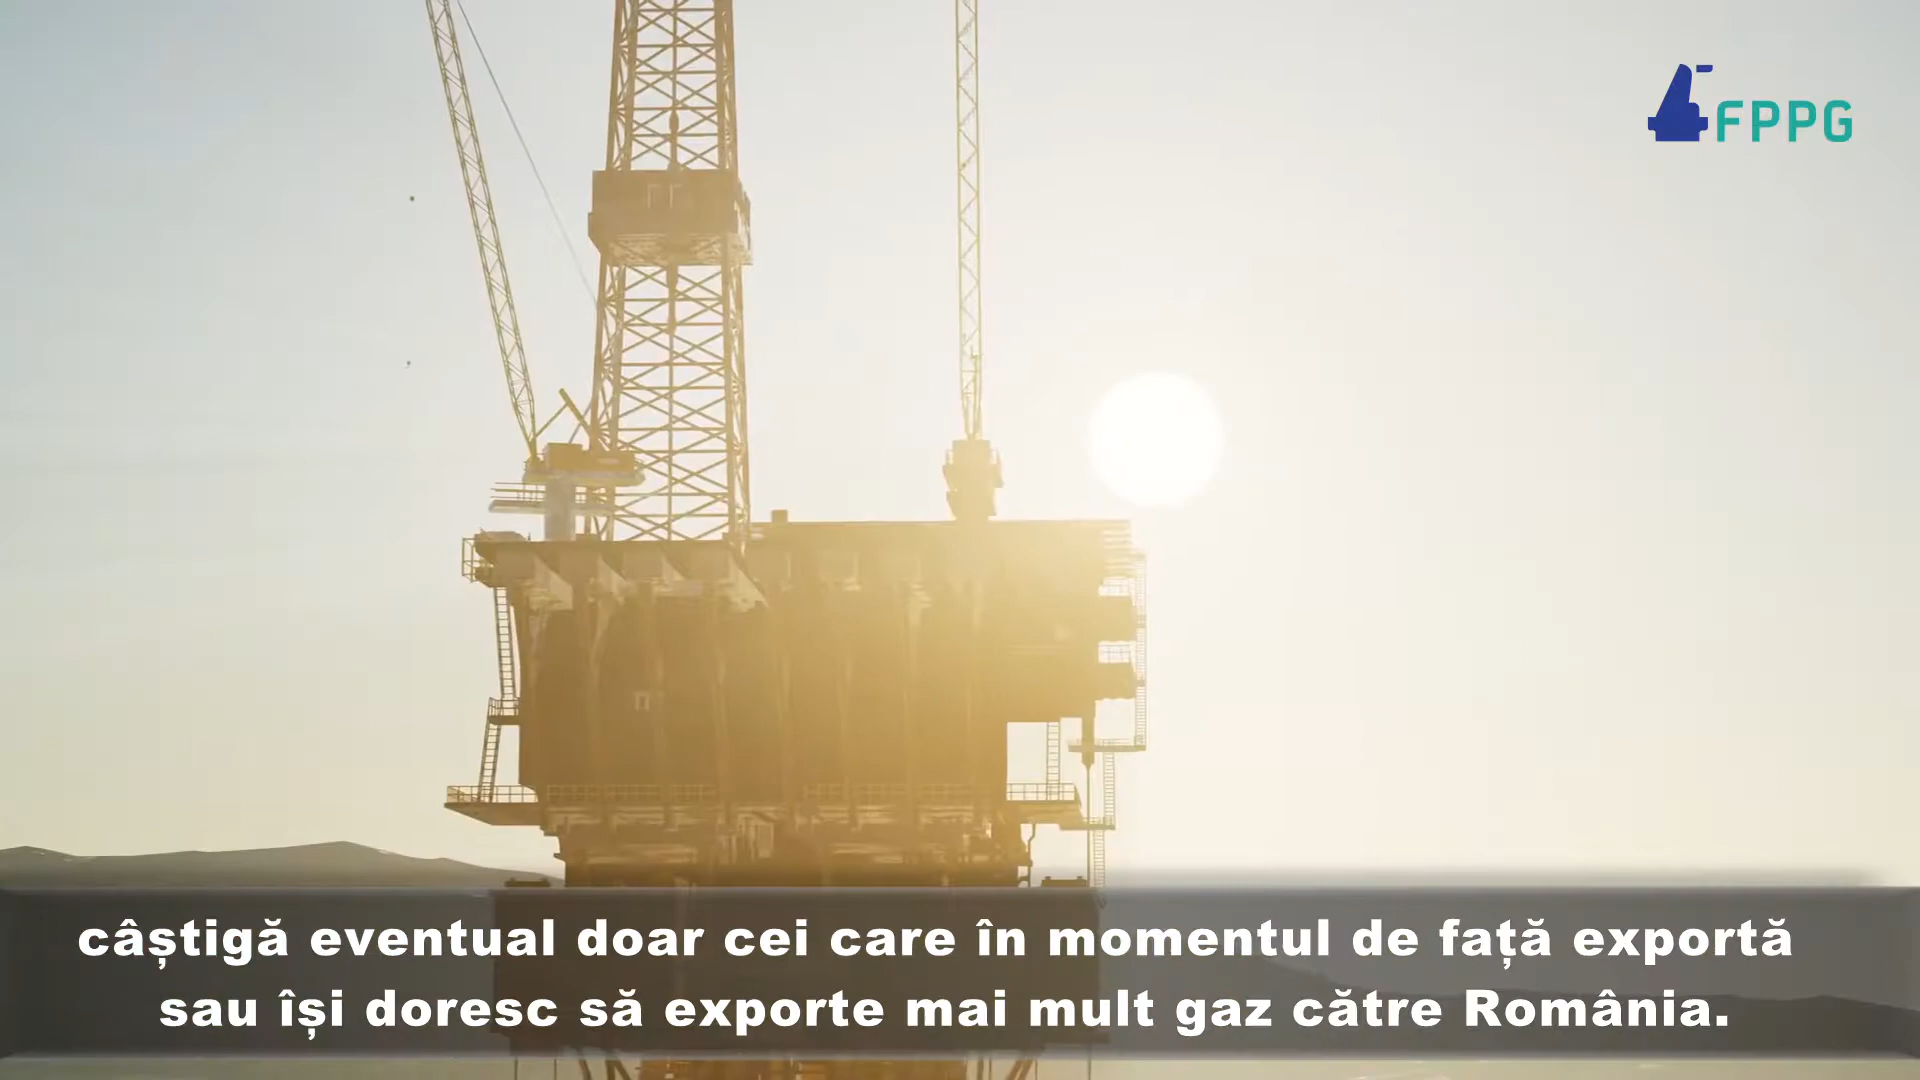 FPPG
câștigă eventual doar cei care în momentul de față exportă
sau își doresc să exporte mai mult gaz către România.